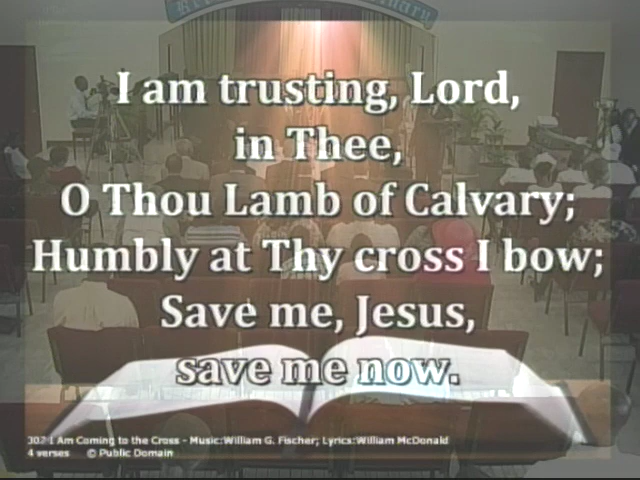 I am trusting, Lord,
in Thee,
O Thou Lamb of Calvary;
Humbly at Thy cross I bow;
Save me, Jesus,
save me now.
307 I Am Coming to the Cross - Music:William G. Fischer; Lyrics:William McDonald
4 verses © Public Domain